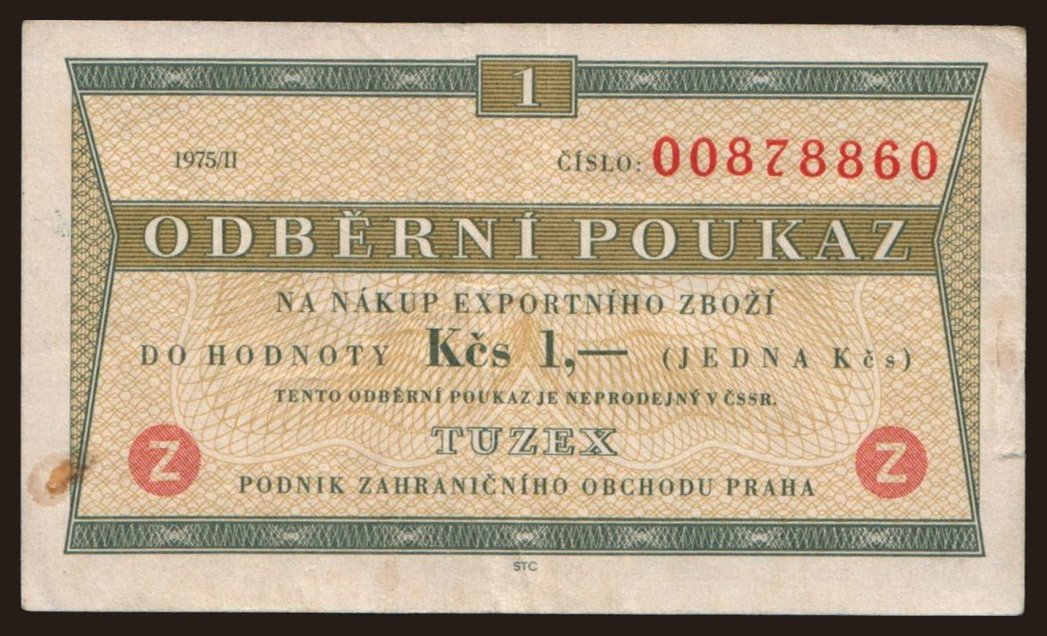 1
1975/II ČÍSLO: 00878860
ODBĚRNÍ POUKAZ
NA NÁKUP EXPORTNÍHO ZBOŽÍ
DO HODNOTY Kčs 1,— (JEDNA Kčs)
TENTO ODBĚRNÍ POUKAZ JE NEPRODEJNÝ V ČSSR.
TUZEX
Z Z
PODNIK ZAHRANIČNÍHO OBCHODU PRAHA
STC